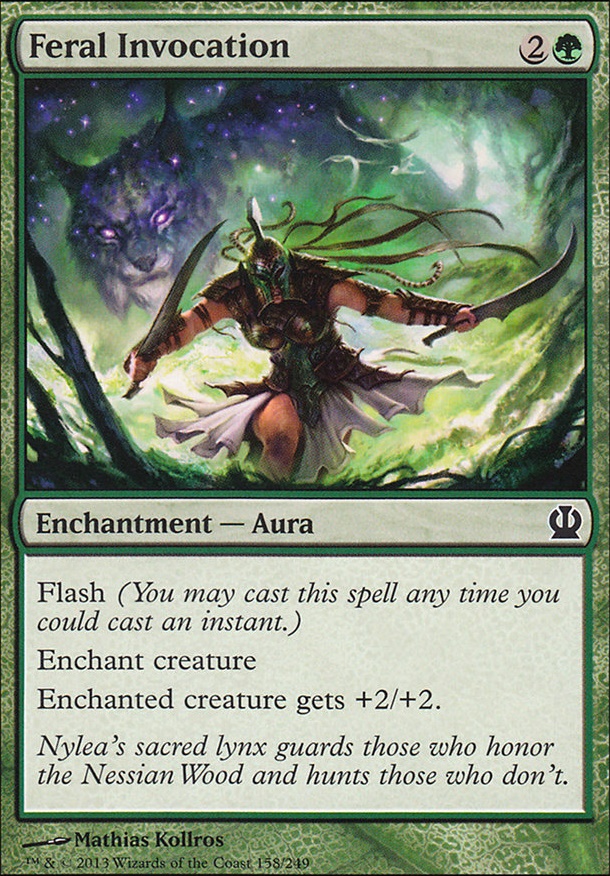 Feral Invocation 2
Enchantment — Aura
Flash (You may cast this spell any time you
could cast an instant.)
Enchant creature
Enchanted creature gets +2/+2.
Nylea's sacred lynx guards those who honor
the Nessian Wood and hunts those who don't.
Mathias Kollros
™ & © 2013 Wizards of the Coast 158/249